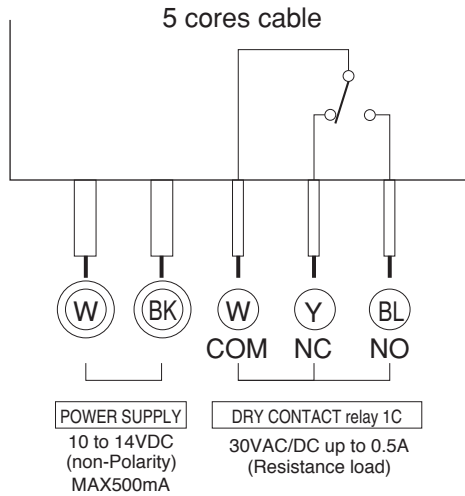 5 cores cable
W BK W Y BL
COM NC NO
POWER SUPPLY DRY CONTACT relay 1C
10 to 14VDC
(non-Polarity)
MAX500mA
30VAC/DC up to 0.5A
(Resistance load)